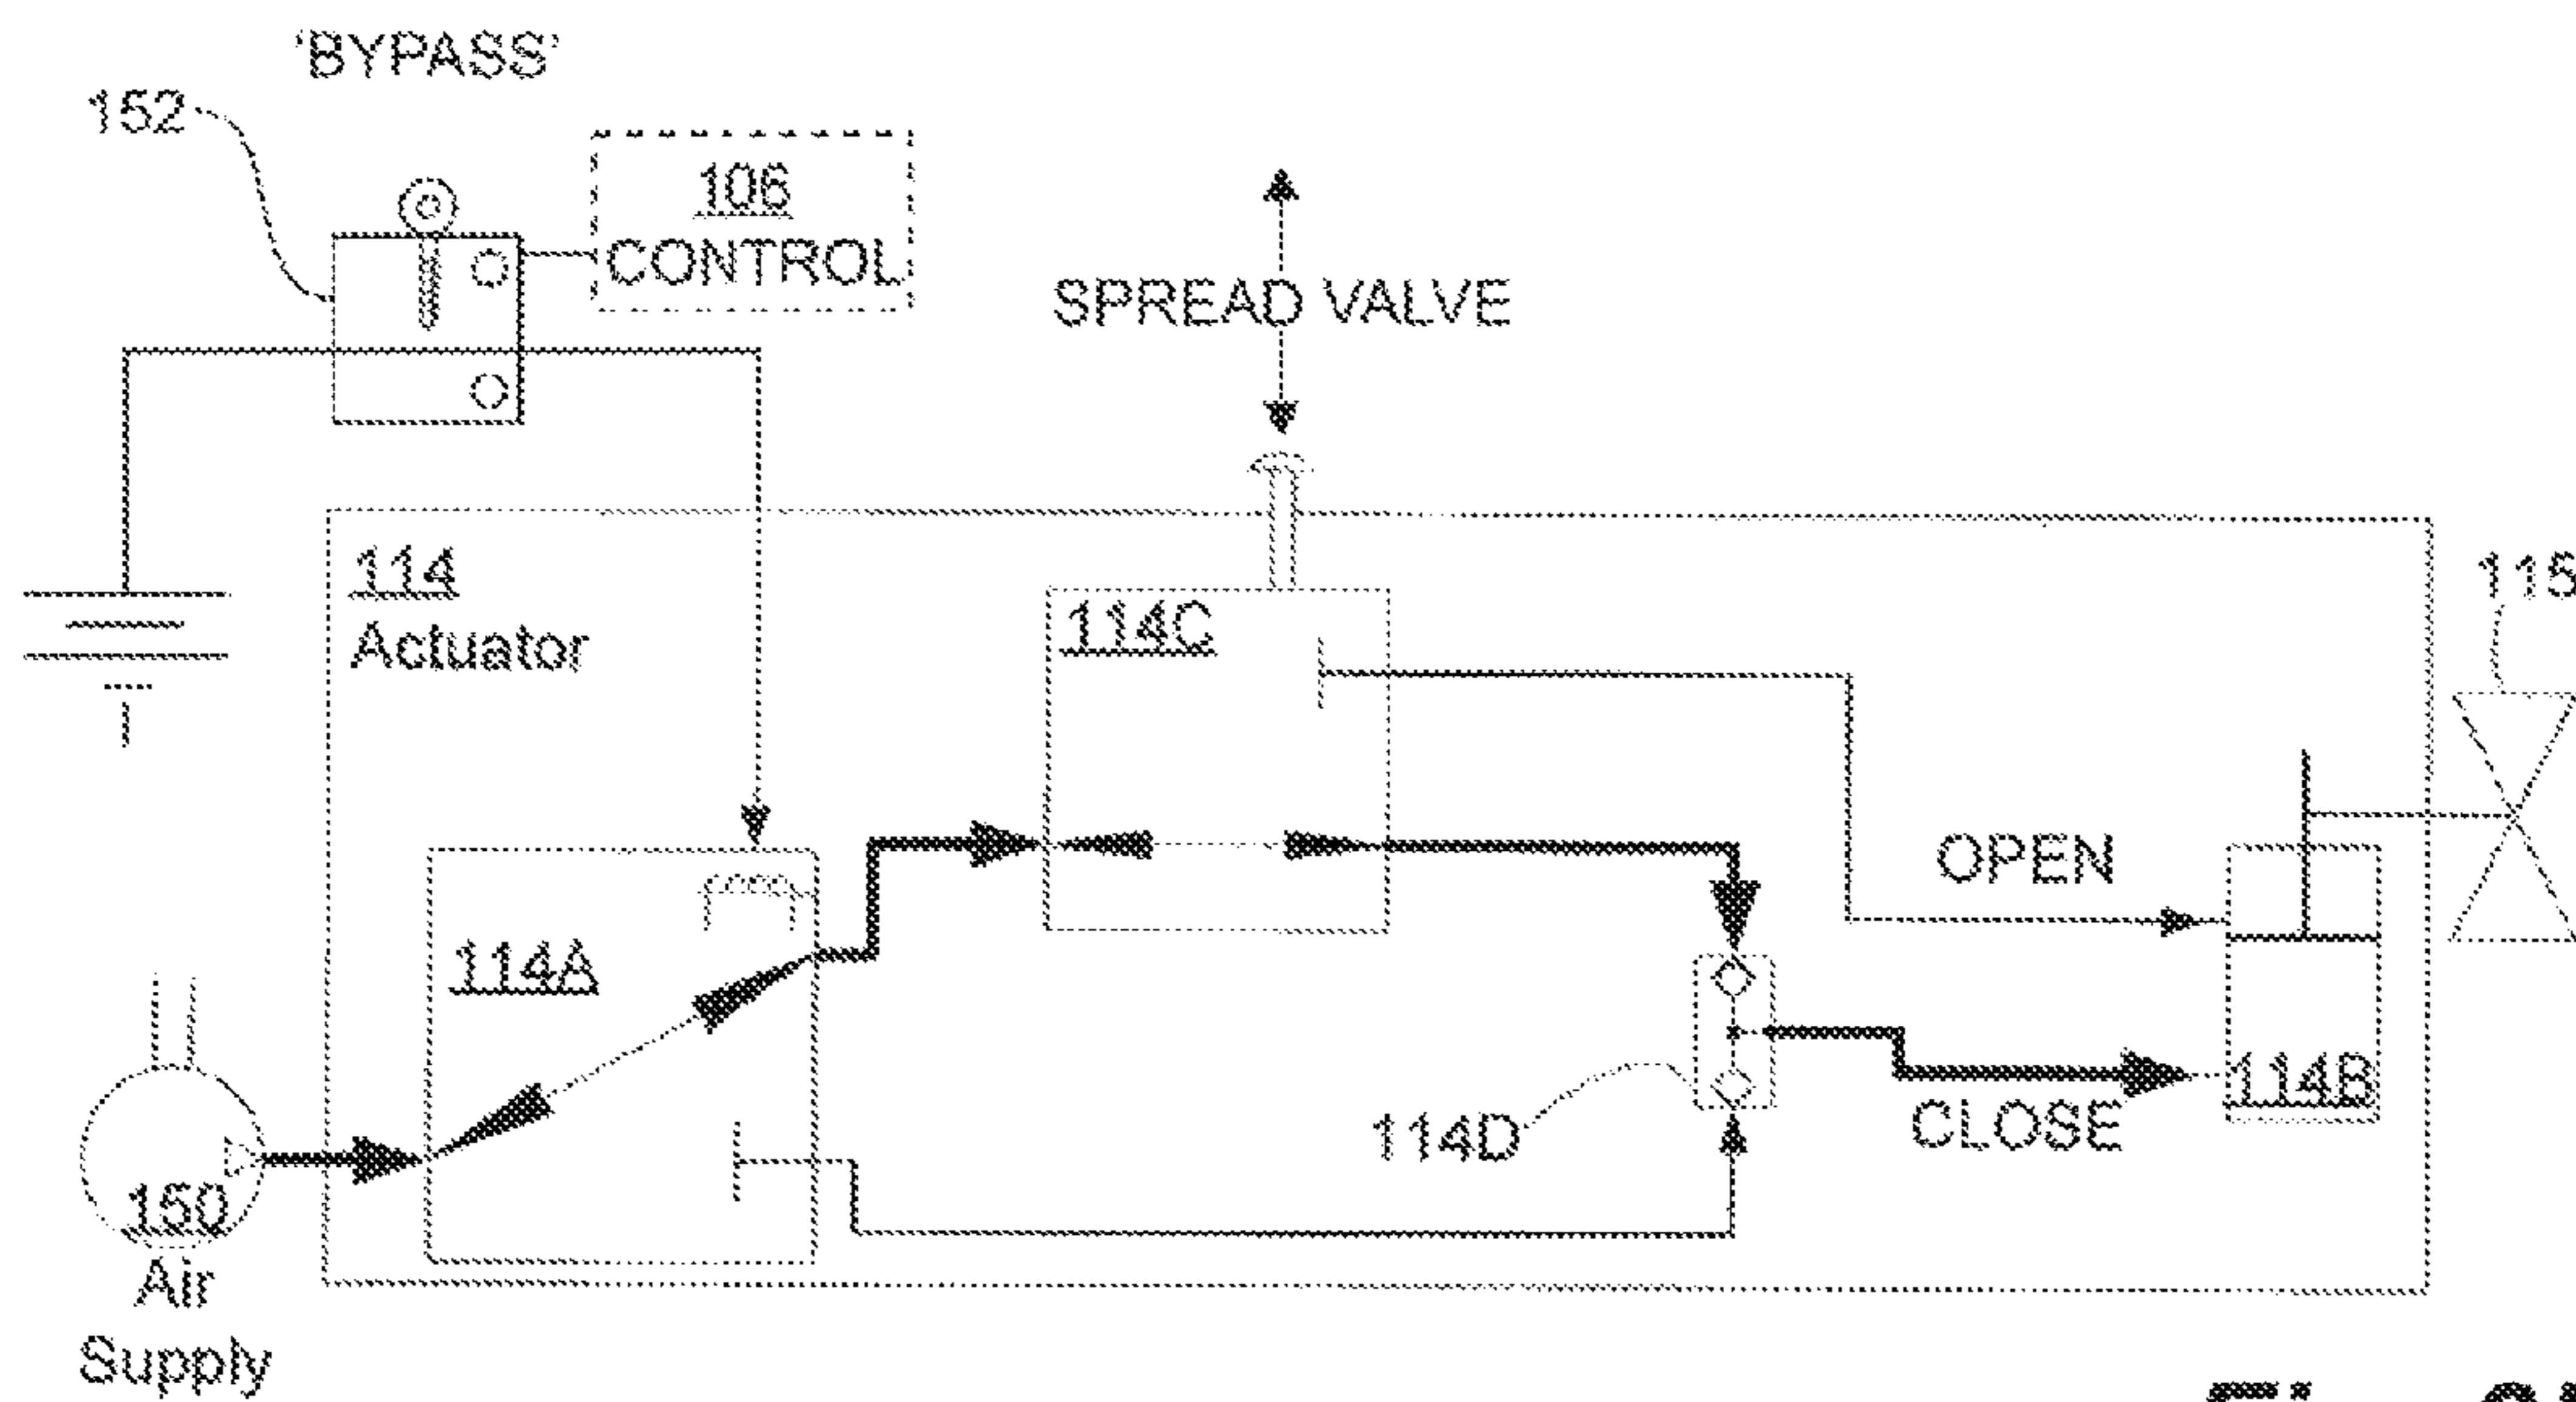 'BYPASS'
152
106
CONTROL
SPREAD VALVE
114
Actuator
114C
115
114A
OPEN
114B
CLOSE
114D
150
Air
Supply